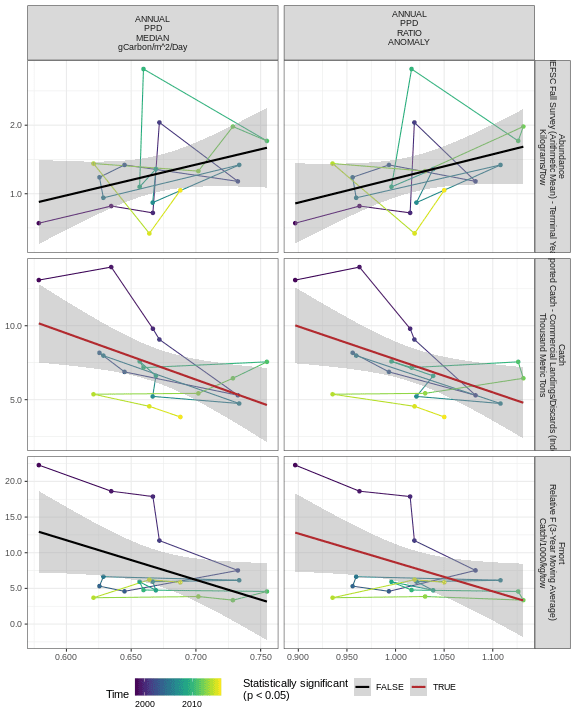 ANNUAL
PPD
MEDIAN
gCarbon/m^2/Day
ANNUAL
PPD
RATIO
ANOMALY
2.0
1.0
Abundance
EFSC Fall Survey (Arithmetic Mean) - Terminal Ye
Kilograms/Tow
10.0
5.0
Catch
ported Catch - Commercial Landings/Discards (Ind
Thousand Metric Tons
20.0
15.0
10.0
5.0
0.0
Fmort
Relative F (3-Year Moving Average)
Catch/1000/kg/tow
0.600
0.650
0.700
0.750
0.900
0.950
1.000
1.050
1.100
Time
2000
2010
Statistically significant
(p < 0.05)
FALSE
TRUE